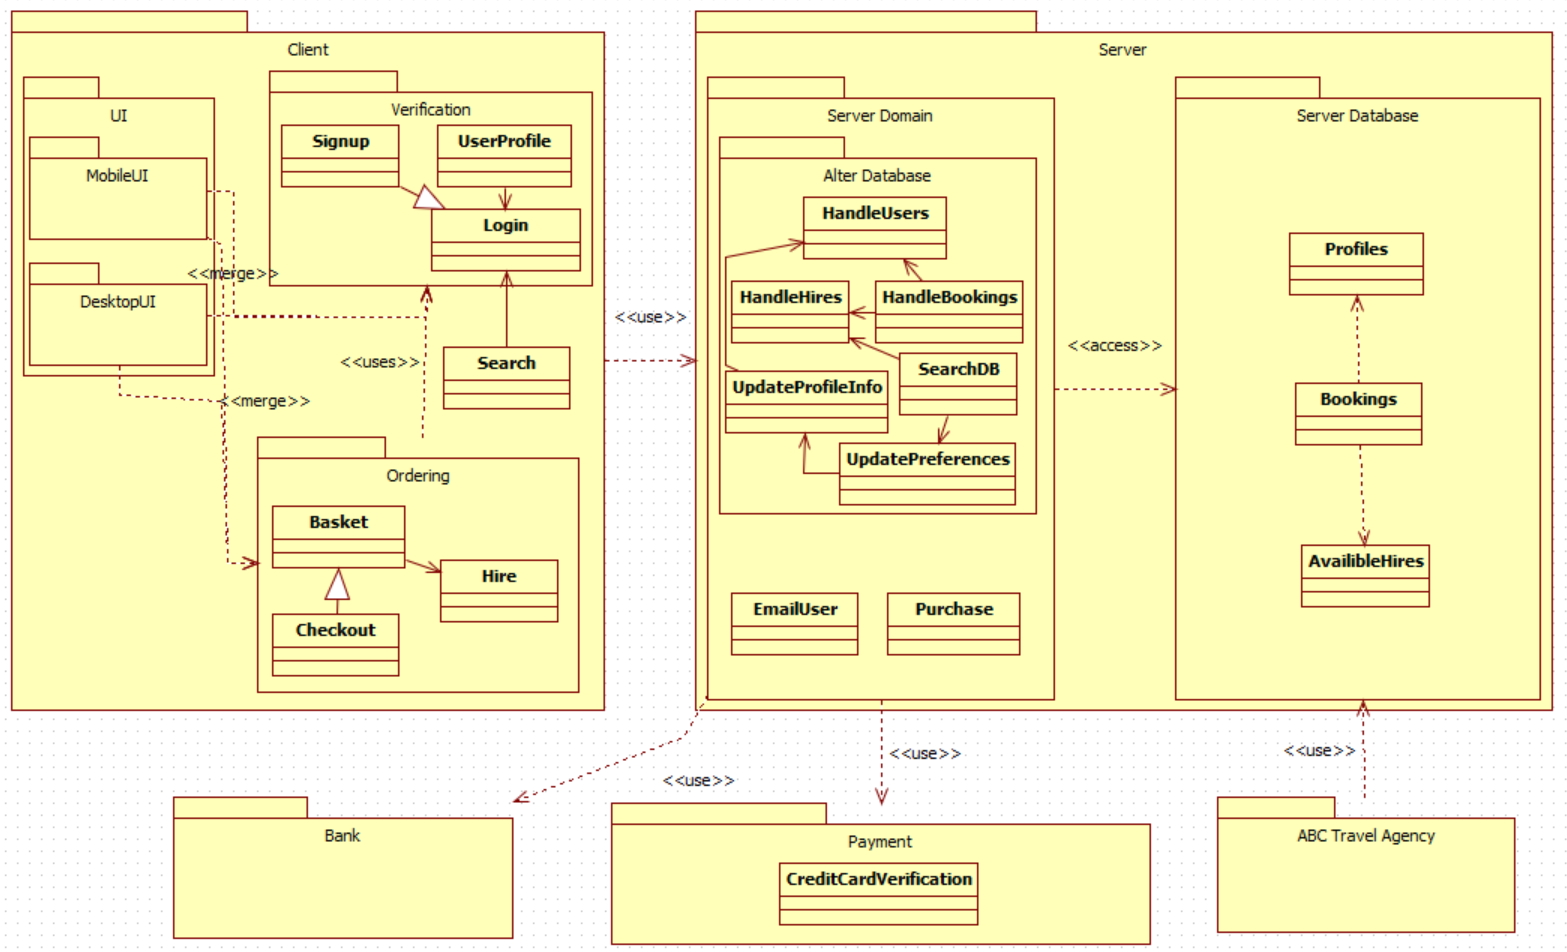 Client
UI
MobileUI
DesktopUI
Verification
Signup
UserProfile
Login
<<merge>>
<<uses>>
<<merge>>
Search
Ordering
Basket
Hire
Checkout
<<use>>
Server
Server Domain
Alter Database
HandleUsers
HandleHires
HandleBookings
SearchDB
UpdateProfileInfo
UpdatePreferences
EmailUser
Purchase
<<access>>
Server Database
Profiles
Bookings
AvailibleHires
<<use>>
<<use>>
<<use>>
Bank
Payment
CreditCardVerification
ABC Travel Agency